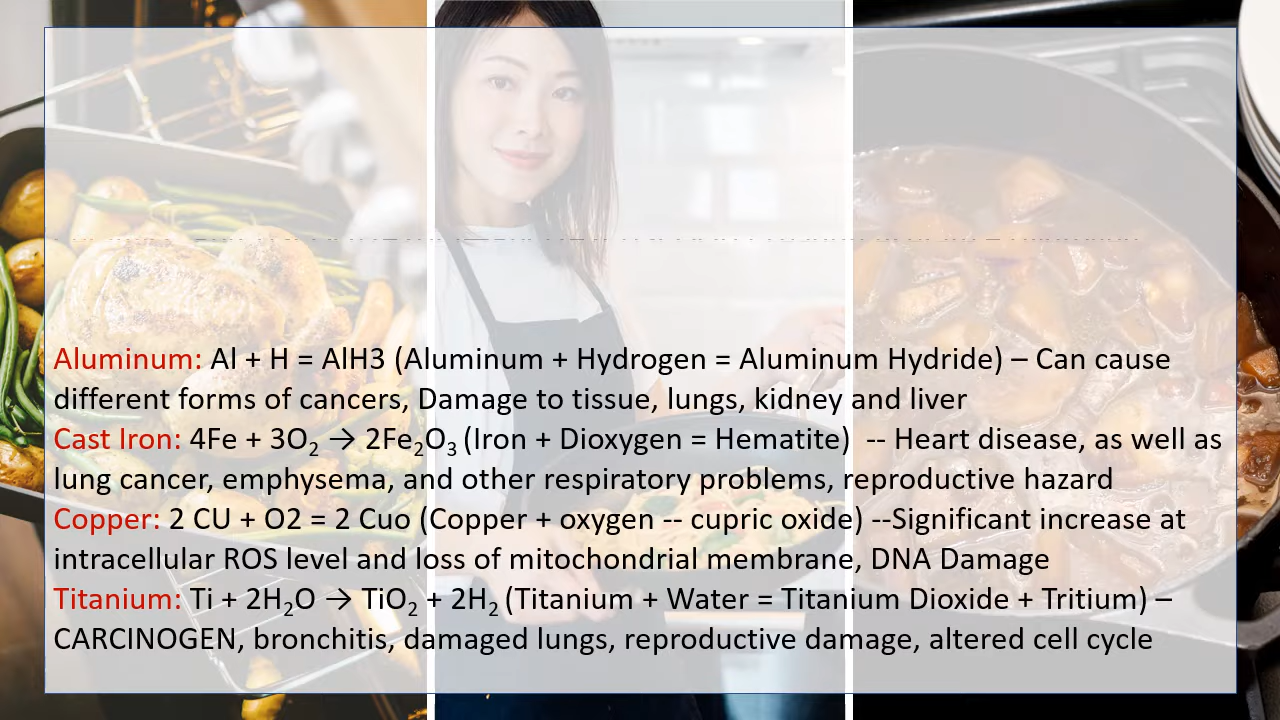 Aluminum: Al + H = AlH3 (Aluminum + Hydrogen = Aluminum Hydride) – Can cause
different forms of cancers, Damage to tissue, lungs, kidney and liver
Cast Iron: 4Fe + 3O₂ → 2Fe₂O₃ (Iron + Dioxygen = Hematite)  -- Heart disease, as well as
lung cancer, emphysema, and other respiratory problems, reproductive hazard
Copper: 2 CU + O2 = 2 Cuo (Copper + oxygen -- cupric oxide) --Significant increase at
intracellular ROS level and loss of mitochondrial membrane, DNA Damage
Titanium: Ti + 2H₂O → TiO₂ + 2H₂ (Titanium + Water = Titanium Dioxide + Tritium) –
CARCINOGEN, bronchitis, damaged lungs, reproductive damage, altered cell cycle